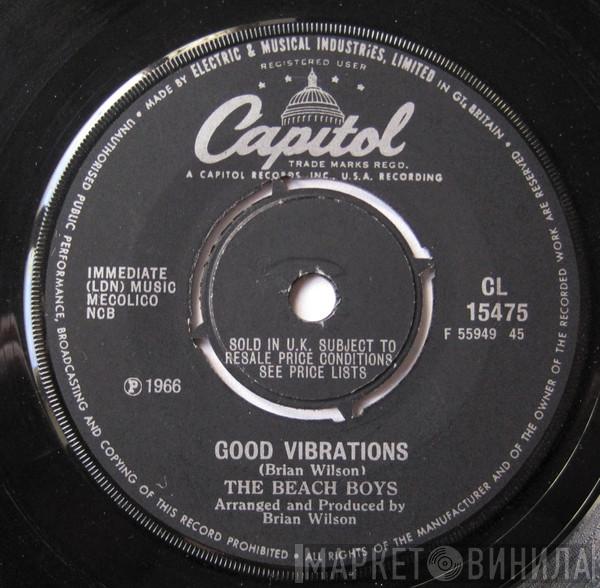 MADE BY ELECTRIC & MUSICAL INDUSTRIES, LIMITED IN GT. BRITAIN •
REGISTERED USER
Capitol
TRADE MARKS REGD.
A CAPITOL RECORDS, INC., U.S.A. RECORDING
IMMEDIATE
(LDN) MUSIC
MECOLICO
NCB
CL
15475
F 55949 45
SOLD IN U.K. SUBJECT TO
RESALE PRICE CONDITIONS,
SEE PRICE LISTS
℗ 1966
GOOD VIBRATIONS
(Brian Wilson)
THE BEACH BOYS
Arranged and Produced by
Brian Wilson
ALL RIGHTS OF THE MANUFACTURER AND OF THE OWNER OF THE RECORDED WORK ARE RESERVED
UNAUTHORISED PUBLIC PERFORMANCE, BROADCASTING AND COPYING OF THIS RECORD PROHIBITED •
МАРКЕТ ВИНИЛА